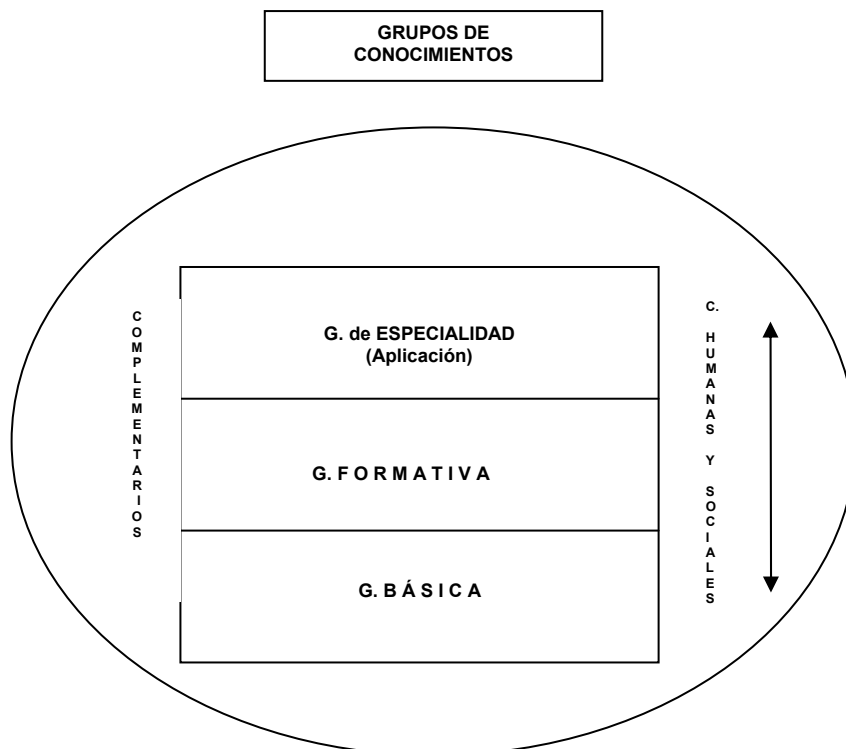 GRUPOS DE
CONOCIMIENTOS
COMPLEMENTARIOS
G. de ESPECIALIDAD
(Aplicación)
G. F O R M A T I V A
G. B Á S I C A
C. HUMANAS Y SOCIALES